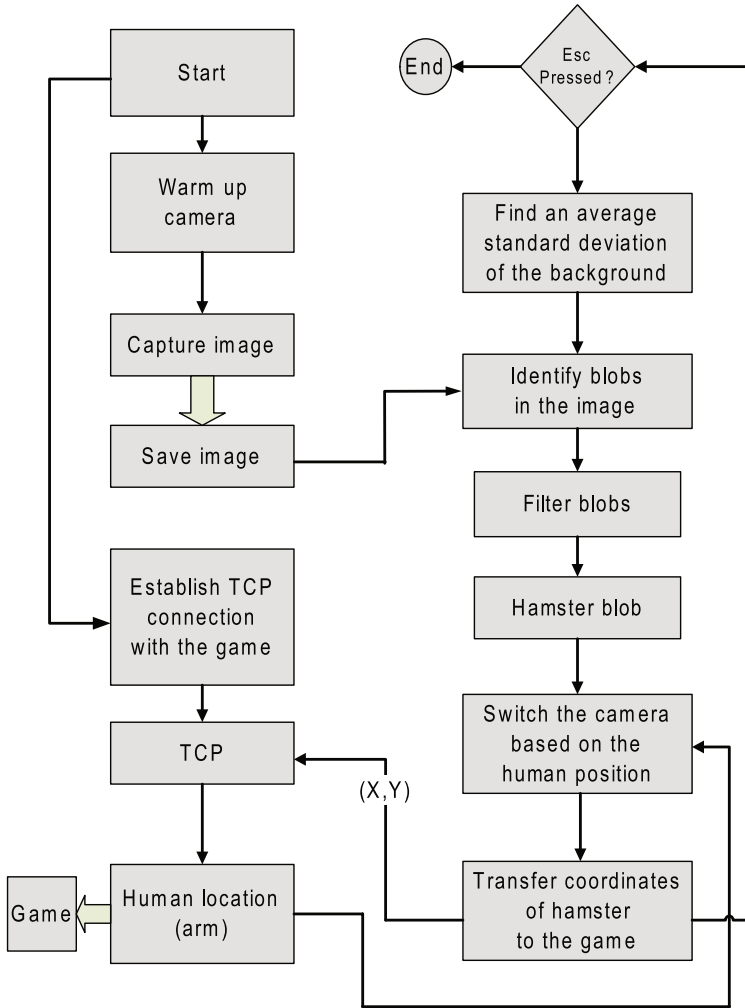 Start
Warm up
camera
Capture image
Save image
Establish TCP
connection
with the game
TCP
Human location
(arm)
Game
(X,Y)
End
Esc
Pressed?
Find an average
standard deviation
of the background
Identify blobs
in the image
Filter blobs
Hamster blob
Switch the camera
based on the
human position
Transfer coordinates
of hamster
to the game